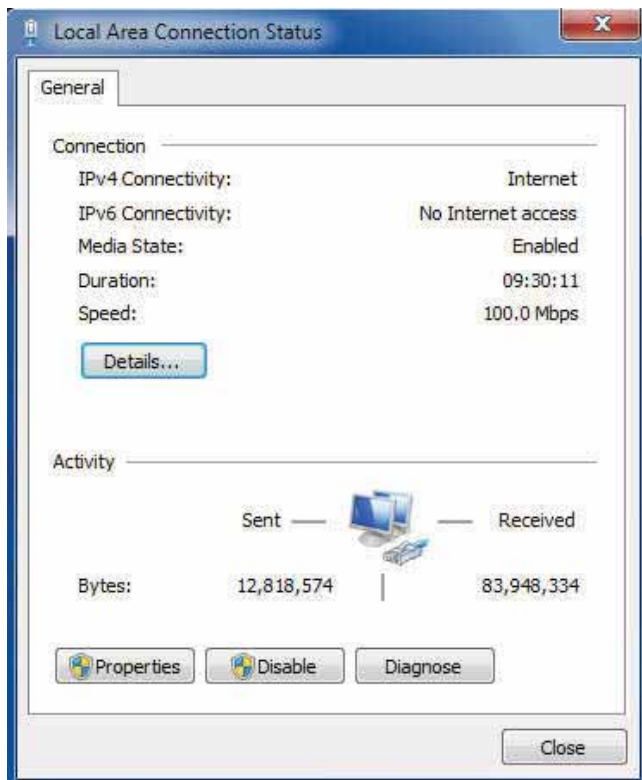 Local Area Connection Status
General
Connection
IPv4 Connectivity: Internet
IPv6 Connectivity: No Internet access
Media State: Enabled
Duration: 09:30:11
Speed: 100.0 Mbps
Details...
Activity
Sent Received
Bytes: 12,818,574 83,948,334
Properties Disable Diagnose
Close